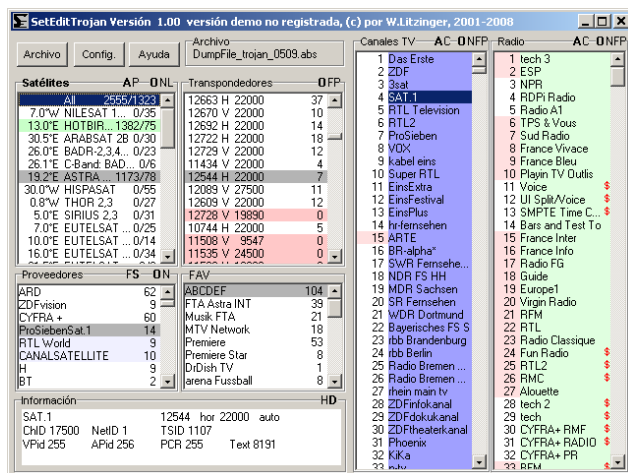 SetEditTrojan Versión 1.00 versión demo no registrada, (c) por W.Litzinger, 2001-2008
Archivo Config. Ayuda
Archivo
DumpFile_trojan_0509.abs
Satélites AP ONL
All 2555/1323
7.0°W NILESAT 1... 0/35
13.0°E HOTBIR... 1382/75
30.5°E ARABSAT 2B 0/38
26.0°E BADR-2,3,4... 0/23
26.1°E C-Band: BAD... 0/6
19.2°E ASTRA ... 1173/78
30.0°W HISPASAT 0/55
0.8°W THOR 2,3 0/27
5.0°E SIRIUS 2,3 0/31
7.0°E EUTELSAT ... 0/25
10.0°E EUTELSAT ... 0/14
16.0°E EUTELSAT ... 0/34
Transpondedores OFP
12663 H 22000 37
12670 V 22000 10
12692 H 22000 14
12722 H 22000 18
12729 V 22000 12
11434 V 22000 4
12544 H 22000 7
12089 V 27500 11
12609 V 22000 12
12728 V 19890 0
10744 H 22000 5
11508 V 9547 0
11535 V 24500 0
Proveedores FS ON
ARD 62
ZDFvision 9
CYFRA + 60
ProSiebenSat.1 14
RTL World 9
CANALSATELLITE 10
H 9
BT 2
FAV
ABCDEF 104
FTA Astra INT 39
Musik FTA 21
MTV Network 18
Premiere 53
Premiere Star 8
DrDish TV 1
arena Fussball 8
Información HD-
SAT.1 12544 hor 22000 auto
ChID 17500 NetID 1 TSID 1107
VPid 255 APid 256 PCR 255 Text 8191
Canales TV AC ONFP
1 Das Erste
2 ZDF
3 3sat
4 SAT.1
5 RTL Television
6 RTL2
7 ProSieben
8 VOX
9 kabel eins
10 Super RTL
11 EinsExtra
12 EinsFestival
13 EinsPlus
14 hr-fernsehen
15 ARTE
16 BR-alpha*
17 SWR Fernsehe...
18 NDR FS HH
19 MDR Sachsen
20 SR Fernsehen
21 WDR Dortmund
22 Bayerisches FS S
23 rbb Brandenburg
24 rbb Berlin
25 Radio Bremen ...
26 Radio Bremen ...
27 rhein main tv
28 ZDFinfokanal
29 ZDFdokukanal
30 ZDFtheaterkanal
31 Phoenix
32 KiKa
33 n-tv
Radio AC ONFP
1 tech 3
2 ESP
3 NPR
4 RDPi Radio
5 Radio A1
6 TPS & Vous
7 Sud Radio
8 France Vivace
9 France Bleu
10 Playin TV Outlis
11 Voice $
12 UI Split/Voice $
13 SMPTE Time C... $
14 Bars and Test To
15 France Inter
16 France Info
17 Radio FG
18 Guide
19 Europe1
20 Virgin Radio
21 RFM
22 RTL
23 Radio Classique
24 Fun Radio $
25 RTL2 $
26 RMC $
27 Alouette
28 tech 2 $
29 tech $
30 CYFRA+ RMF $
31 CYFRA+ RADIO $
32 CYFRA+ PR
33 BFM $